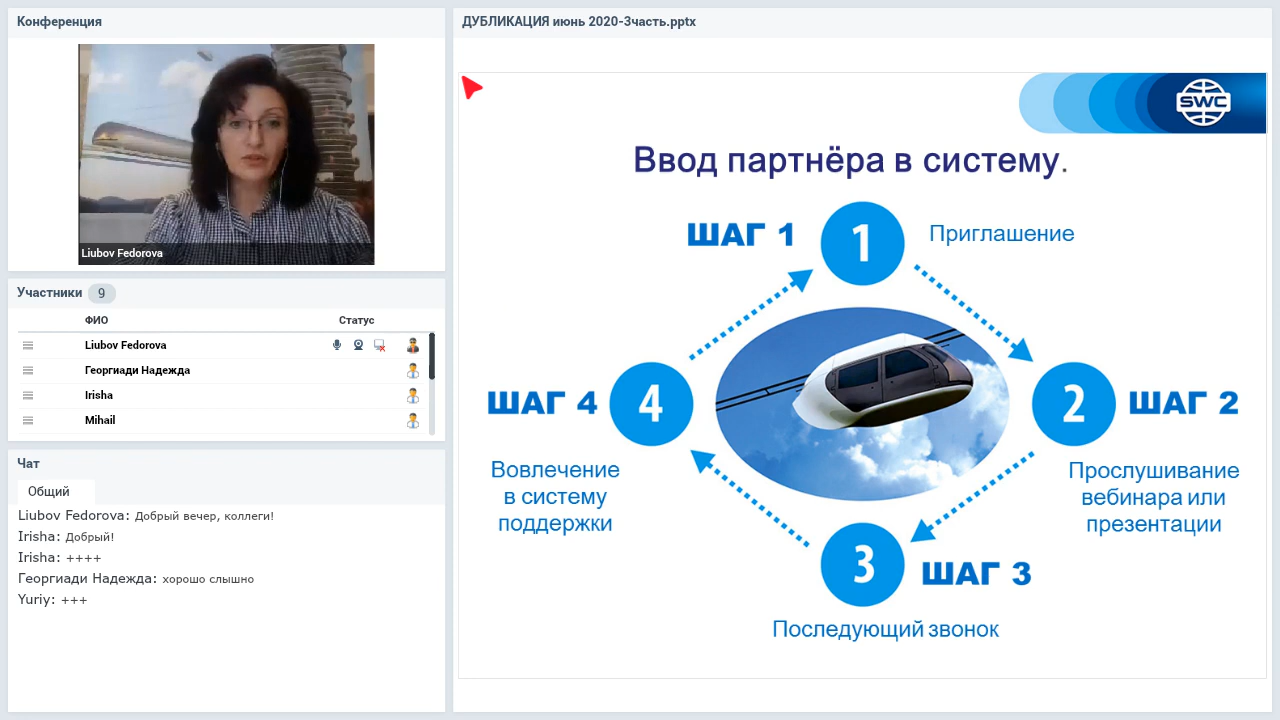 Конференция
Liubov Fedorova
Участники 9
ФИО Статус
Liubov Fedorova
Георгиади Надежда
Irisha
Mihail
Чат
Общий
Liubov Fedorova: Добрый вечер, коллеги!
Irisha: Добрый!
Irisha: ++++
Георгиади Надежда: хорошо слышно
Yuriy: +++
ДУБЛИКАЦИЯ июнь 2020-3часть.pptx
SWC
Ввод партнёра в систему.
ШАГ 1
1
Приглашение
ШАГ 4
4
2
ШАГ 2
Вовлечение
в систему
поддержки
Прослушивание
вебинара или
презентации
3
ШАГ 3
Последующий звонок